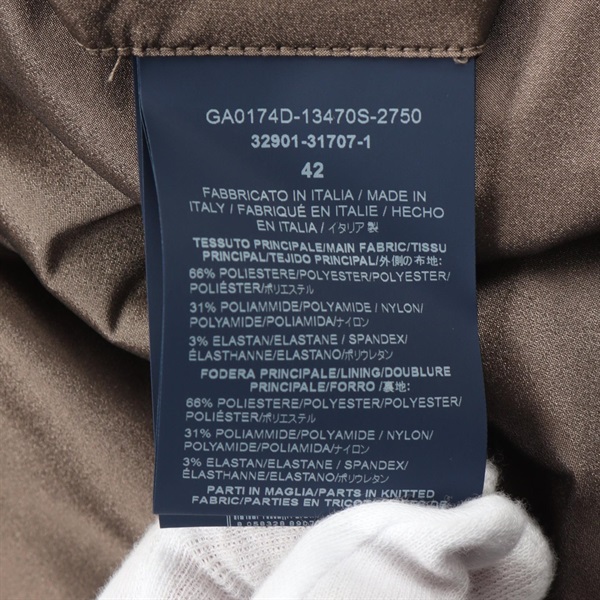 GA0174D-13470S-2750
32901-31707-1
42
FABBRICATO IN ITALIA / MADE IN
ITALY / FABRIQUÉ EN ITALIE / HECHO
EN ITALIA / イタリア製
TESSUTO PRINCIPALE/MAIN FABRIC/TISSU
PRINCIPAL/TEJIDO PRINCIPAL/外側の布地:
66% POLIESTERE/POLYESTER/POLYESTER/
POLIÉSTER/ポリエステル
31% POLIAMMIDE/POLYAMIDE / NYLON/
POLYAMIDE/POLIAMIDA/ナイロン
3% ELASTAN/ELASTANE / SPANDEX/
ÉLASTHANNE/ELASTANO/ポリウレタン
FODERA PRINCIPALE/LINING/DOUBLURE
PRINCIPALE/FORRO /裏地:
66% POLIESTERE/POLYESTER/POLYESTER/
POLIÉSTER/ポリエステル
31% POLIAMMIDE/POLYAMIDE / NYLON/
POLYAMIDE/POLIAMIDA/ナイロン
3% ELASTAN/ELASTANE / SPANDEX/
ÉLASTHANNE/ELASTANO/ポリウレタン
PARTI IN MAGLIA/PARTS IN KNITTED
FABRIC/PARTIES EN
8 058328